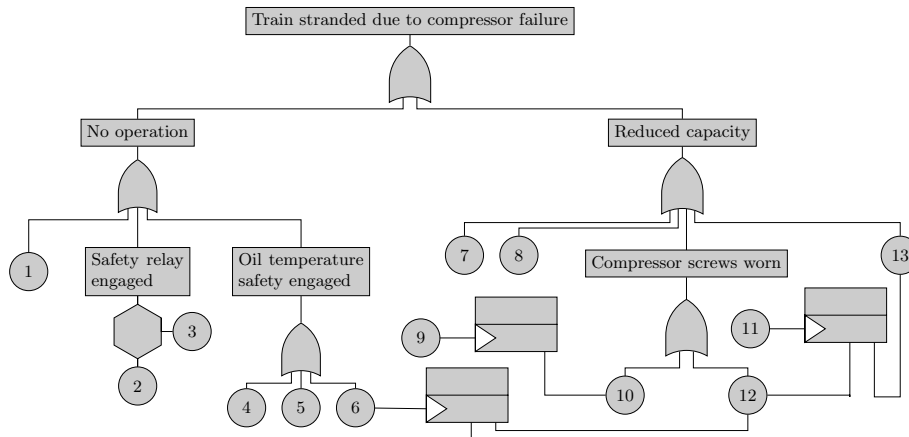 Train stranded due to compressor failure
No operation
Reduced capacity
1
Safety relay
engaged
Oil temperature
safety engaged
7
8
Compressor screws worn
13
3
9
11
2
4
5
6
10
12